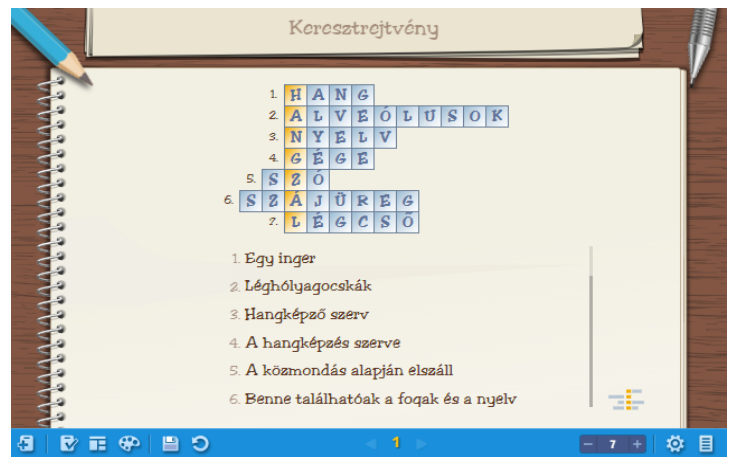 Keresztrejtvény
1. HANG
2. ALVEÓLUSOK
3. NYELV
4. GÉGE
5. SZÓ
6. SZÁJÜREG
7. LÉGCSŐ
1. Egy inger
2. Léghólyagocskák
3. Hangképző szerv
4. A hangképzés szerve
5. A közmondás alapján elszáll
6. Benne találhatóak a fogak és a nyelv
1
7